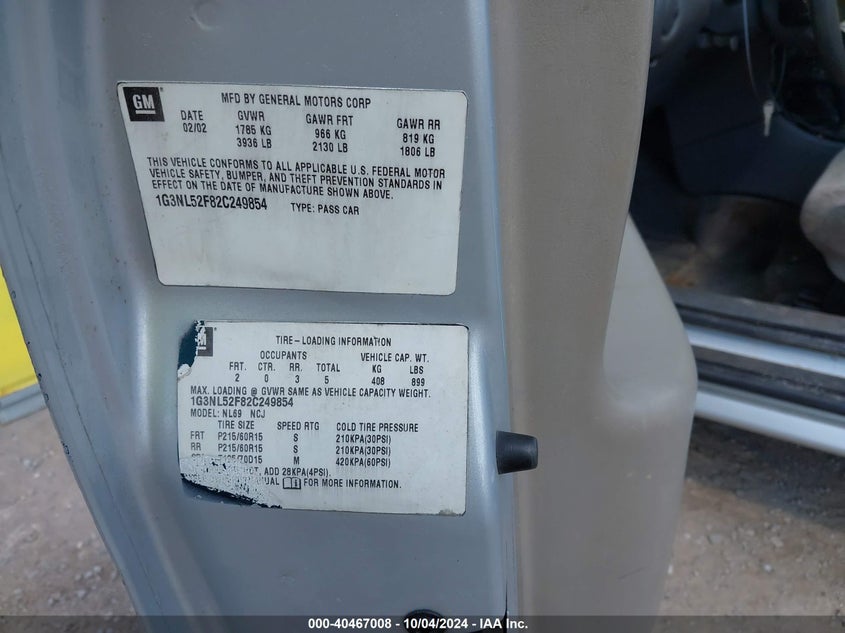 GM
MFD BY GENERAL MOTORS CORP
DATE GVWR GAWR FRT GAWR RR
02/02 1785 KG 966 KG 819 KG
3936 LB 2130 LB 1806 LB
THIS VEHICLE CONFORMS TO ALL APPLICABLE U.S. FEDERAL MOTOR
VEHICLE SAFETY, BUMPER, AND THEFT PREVENTION STANDARDS IN
EFFECT ON THE DATE OF MANUFACTURE SHOWN ABOVE.
1G3NL52F82C249854 TYPE: PASS CAR
TIRE-LOADING INFORMATION
OCCUPANTS VEHICLE CAP. WT.
FRT. CTR. RR. TOTAL KG LBS
2 0 3 5 408 899
MAX. LOADING @ GVWR SAME AS VEHICLE CAPACITY WEIGHT.
1G3NL52F82C249854
MODEL: NL69 NCJ
TIRE SIZE SPEED RTG COLD TIRE PRESSURE
FRT P215/60R15 S 210KPA(30PSI)
RR P215/60R15 S 210KPA(30PSI)
70D15 M 420KPA(60PSI)
HOT, ADD 28KPA(4PSI).
FOR MORE INFORMATION.
000-40467008 - 10/04/2024 - IAA Inc.